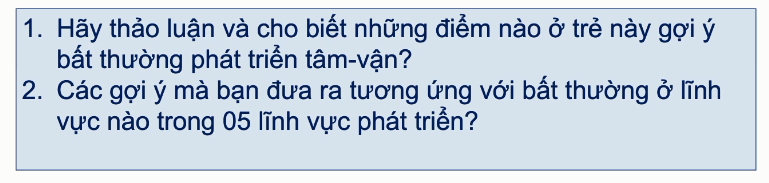 1. Hãy thảo luận và cho biết những điểm nào ở trẻ này gợi ý
bất thường phát triển tâm-vận?
2. Các gợi ý mà bạn đưa ra tương ứng với bất thường ở lĩnh
vực nào trong 05 lĩnh vực phát triển?